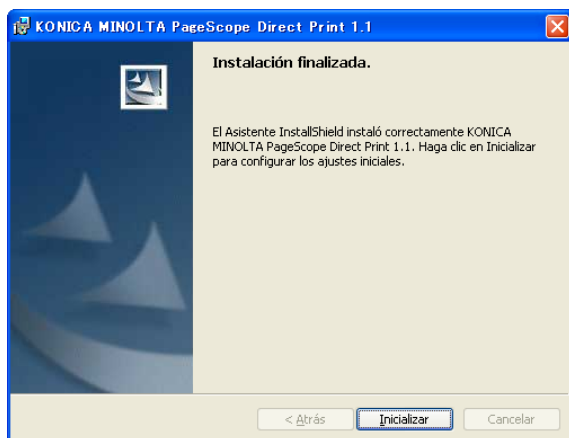 KONICA MINOLTA PageScope Direct Print 1.1
Instalación finalizada.
El Asistente InstallShield instaló correctamente KONICA
MINOLTA PageScope Direct Print 1.1. Haga clic en Inicializar
para configurar los ajustes iniciales.
< Atrás
Inicializar
Cancelar